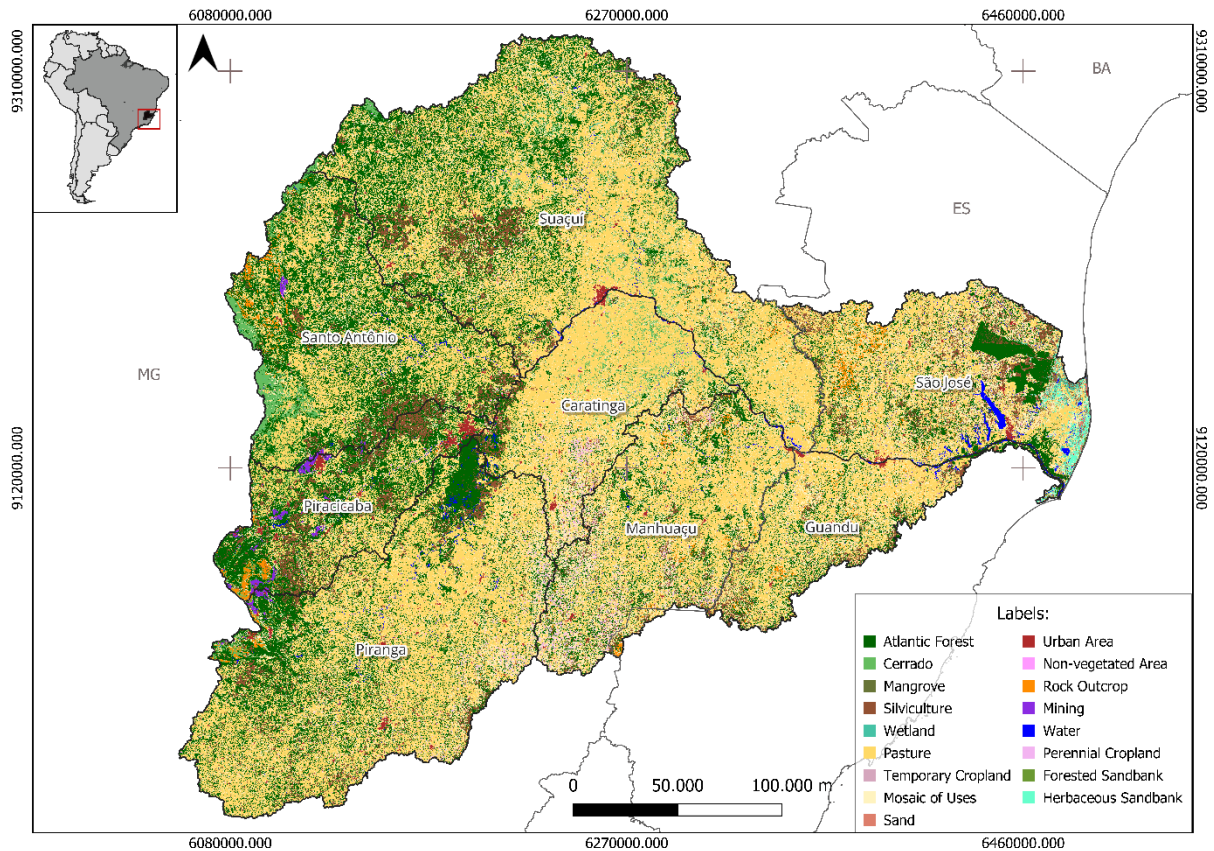 6080000.000 6270000.000 6460000.000
9310000.000 9310000.000
BA
ES
Suaçuí
Santo Antônio
MG
São José
Caratinga
9120000.000 9120000.000
Piracicaba
Manhuaçu
Guandu
Piranga
Labels:
Atlantic Forest Urban Area
Cerrado Non-vegetated Area
Mangrove Rock Outcrop
Silviculture Mining
Wetland Water
Pasture Perennial Cropland
Temporary Cropland Forested Sandbank
Mosaic of Uses Herbaceous Sandbank
Sand
0 50.000 100.000 m
6080000.000 6270000.000 6460000.000